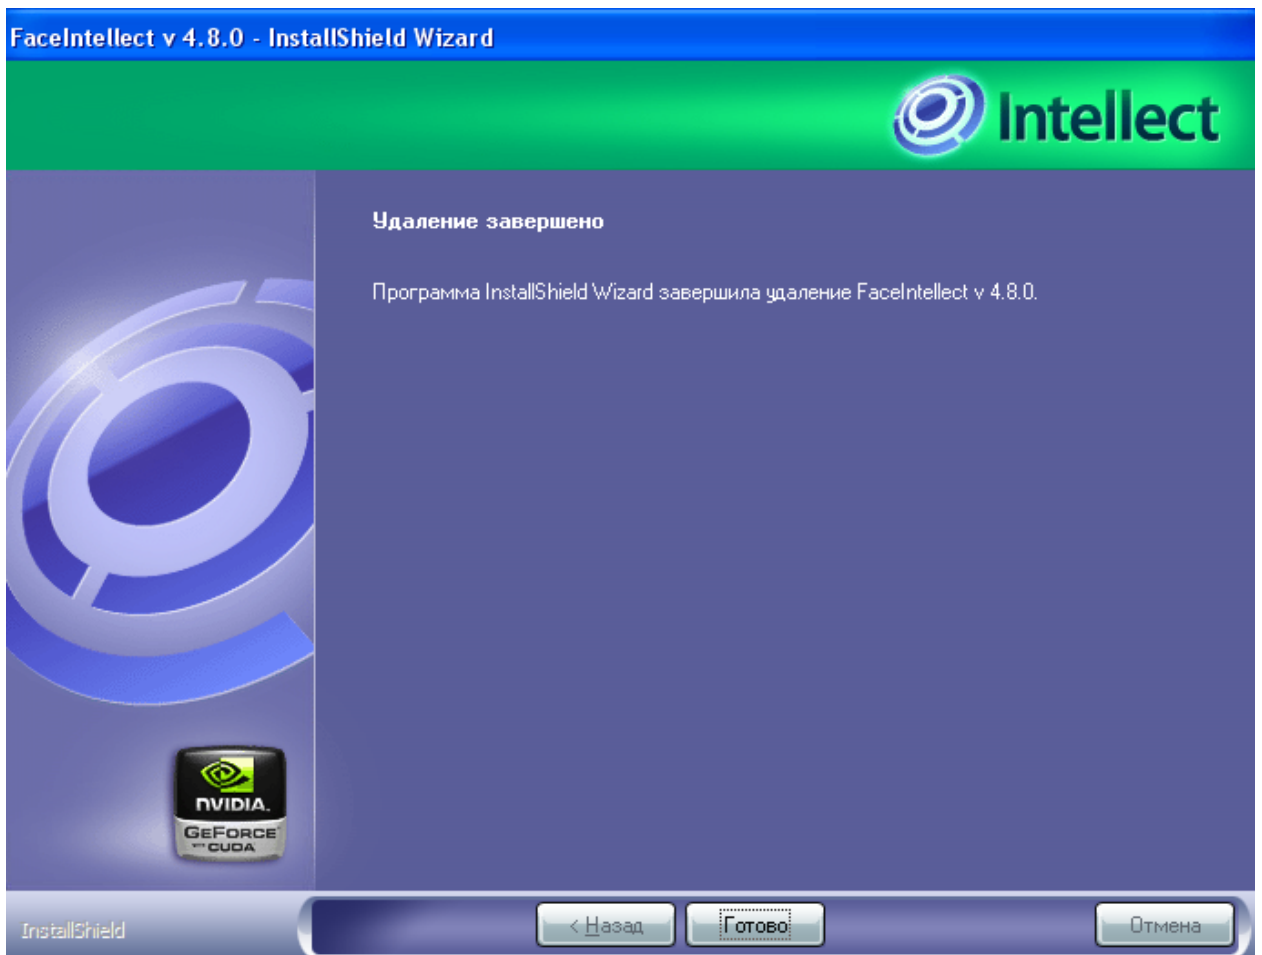 FaceIntellect v 4.8.0 - InstallShield Wizard
Intellect
Удаление завершено
Программа InstallShield Wizard завершила удаление FaceIntellect v 4.8.0.
NVIDIA.
GEFORCE
WITH CUDA
InstallShield
< Назад
Готово
Отмена